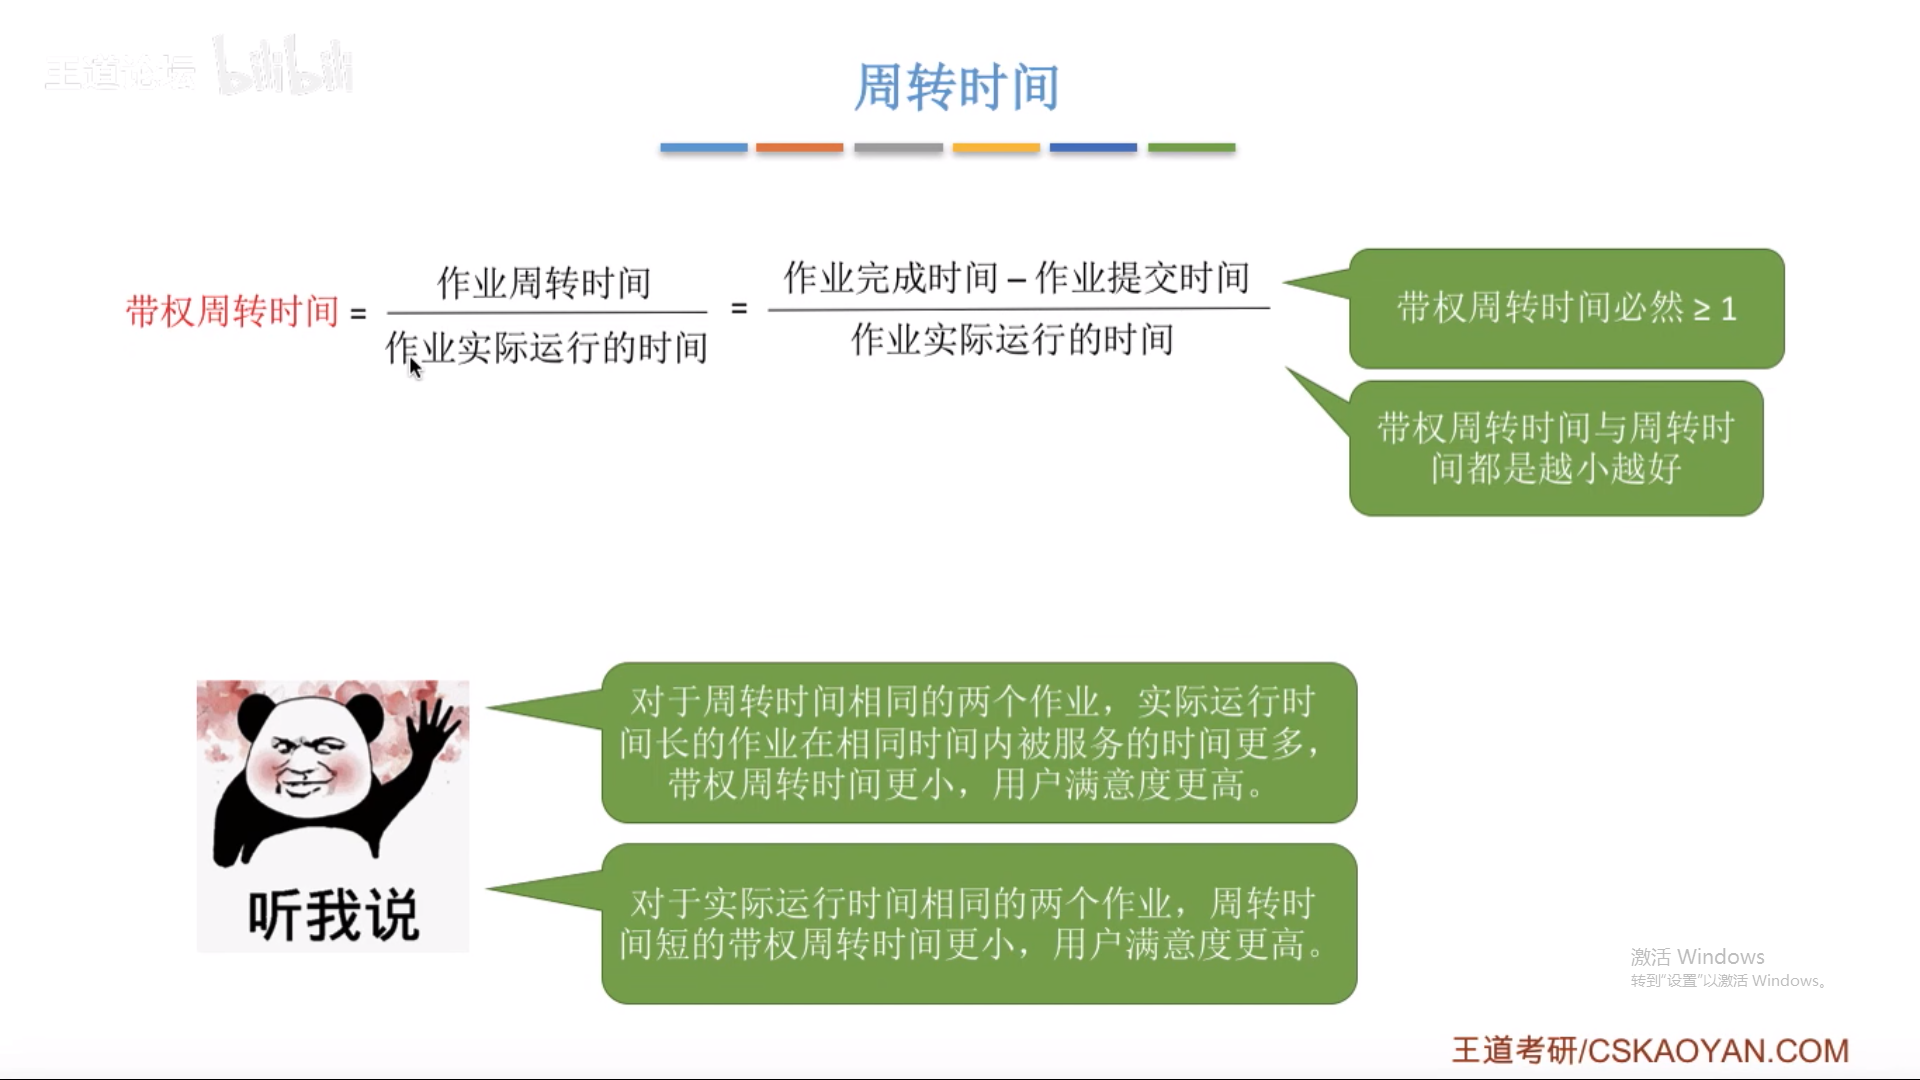 王道论坛 bilibili
周转时间
带权周转时间 = 作业周转时间 / 作业实际运行的时间 = 作业完成时间 – 作业提交时间 / 作业实际运行的时间
带权周转时间必然 ≥ 1
带权周转时间与周转时
间都是越小越好
对于周转时间相同的两个作业，实际运行时
间长的作业在相同时间内被服务的时间更多，
带权周转时间更小，用户满意度更高。
听我说
对于实际运行时间相同的两个作业，周转时
间短的带权周转时间更小，用户满意度更高。
激活 Windows
转到“设置”以激活 Windows。
王道考研/CSKAOYAN.COM